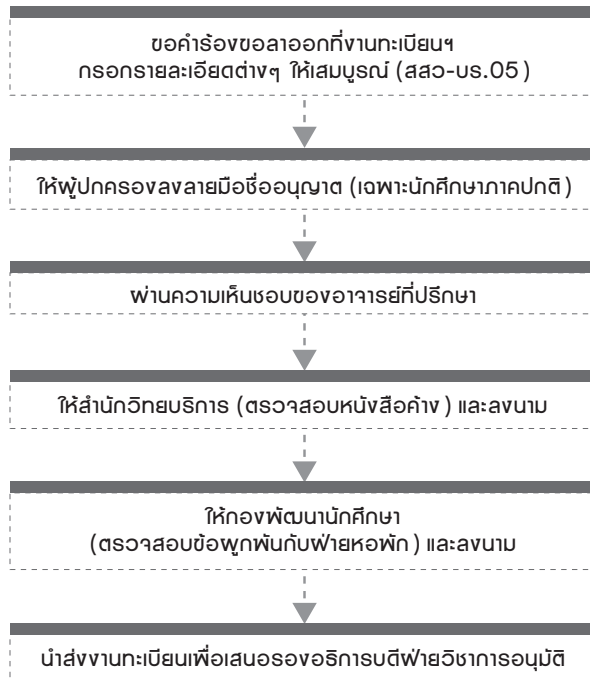 ขอคำร้องขอลาออกที่งานทะเบียนฯ
กรอกรายละเอียดต่างๆ ให้สมบูรณ์ (สสว-บร.05)
ให้ผู้ปกครองลงลายมือชื่ออนุญาต (เฉพาะนักศึกษาภาคปกติ)
ผ่านความเห็นชอบของอาจารย์ที่ปรึกษา
ให้สำนักวิทยบริการ (ตรวจสอบหนังสือค้าง) และลงนาม
ให้กองพัฒนานักศึกษา
(ตรวจสอบข้อผูกพันกับฝ่ายหอพัก) และลงนาม
นำส่งงานทะเบียนเพื่อเสนอรองอธิการบดีฝ่ายวิชาการอนุมัติ